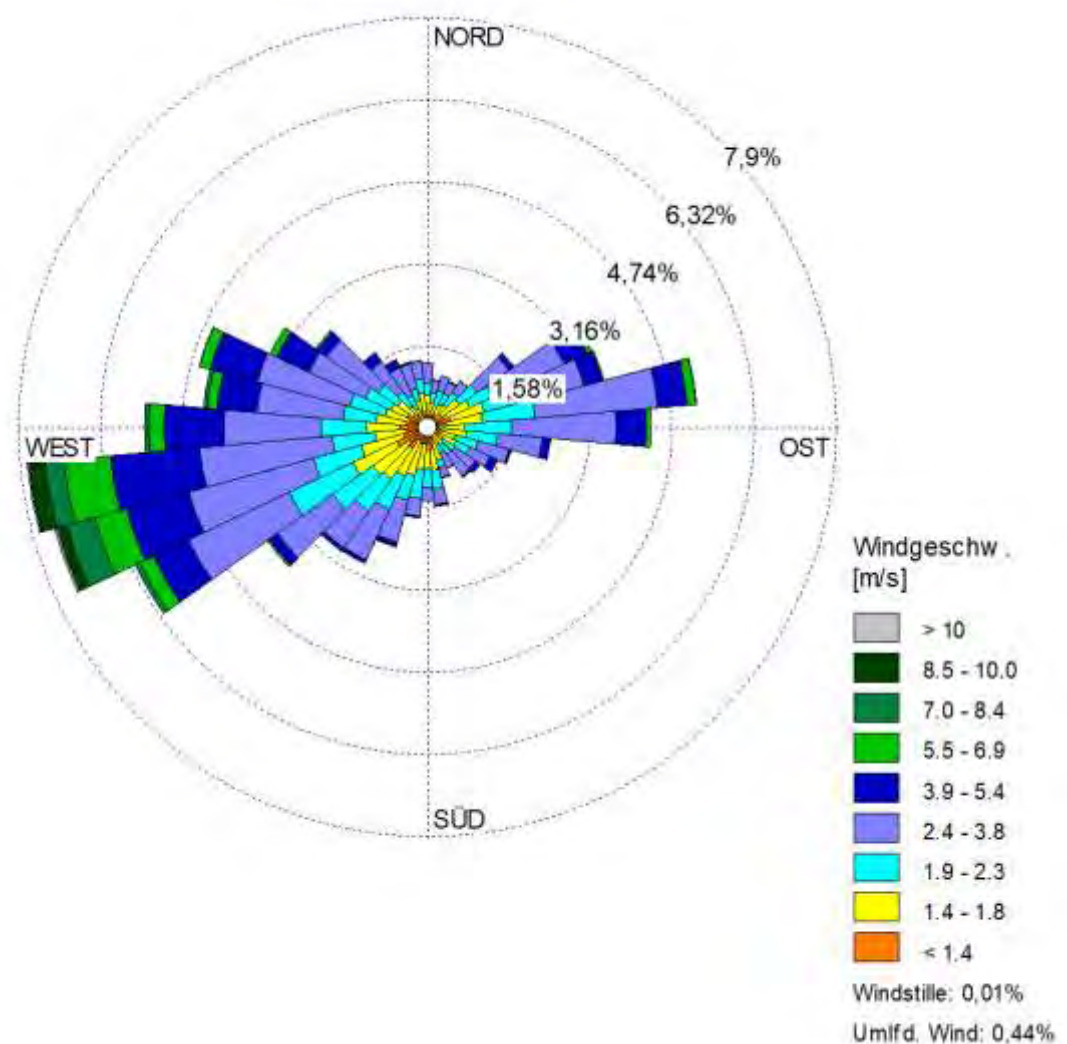 NORD
7,9%
6,32%
4,74%
3,16%
1,58%
WEST
OST
SÜD
Windgeschw .
[m/s]
> 10
8.5 - 10.0
7.0 - 8.4
5.5 - 6.9
3.9 - 5.4
2.4 - 3.8
1.9 - 2.3
1.4 - 1.8
< 1.4
Windstille: 0,01%
Umlfd. Wind: 0,44%